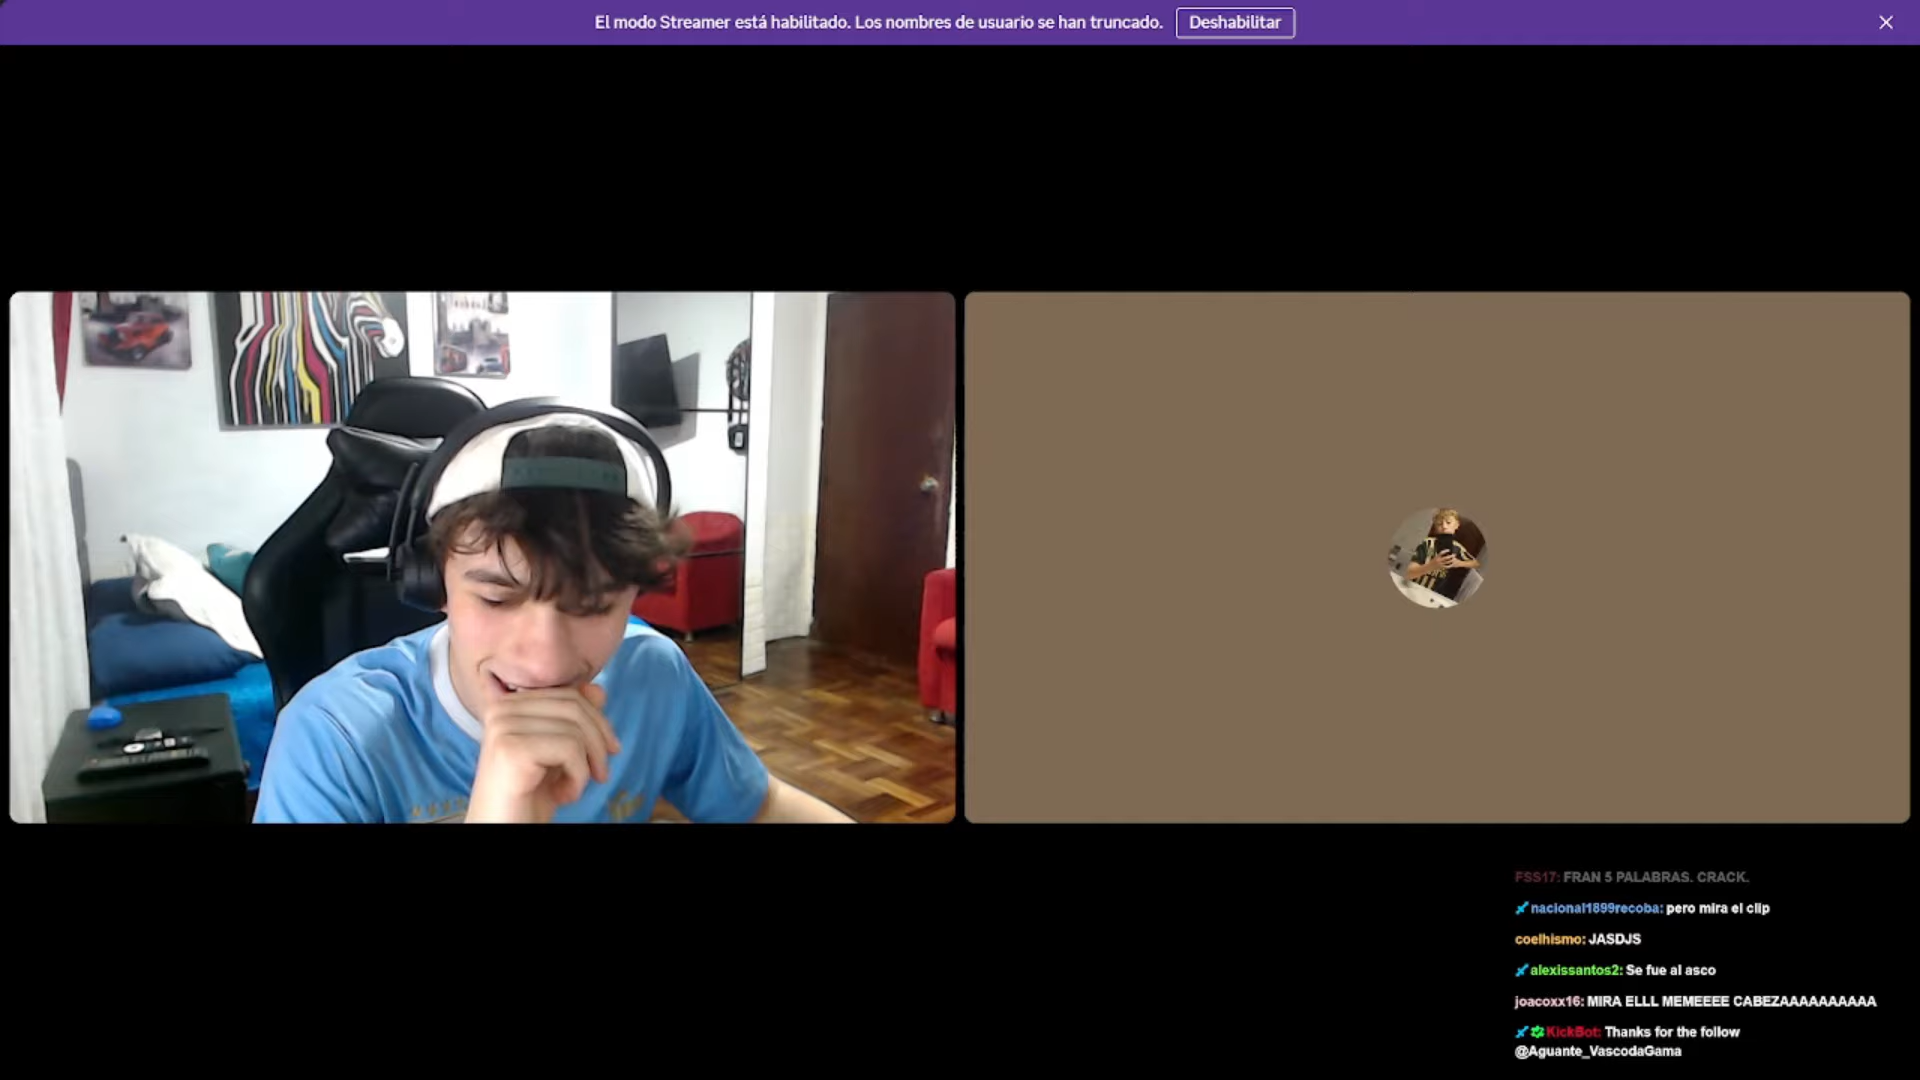 El modo Streamer está habilitado. Los nombres de usuario se han truncado. Deshabilitar
FSS17: FRAN 5 PALABRAS. CRACK.
nacional1899recoba: pero mira el clip
coelhismo: JASDJS
alexissantos2: Se fue al asco
joacoxx16: MIRA ELLL MEMEEEE CABEZAAAAAAAAAA
KickBot: Thanks for the follow
@Aguante_VascodaGama